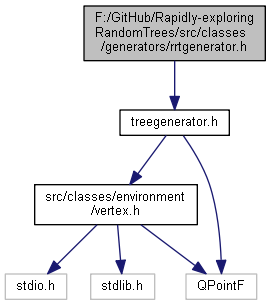 F:/GitHub/Rapidly-exploring
RandomTrees/src/classes
/generators/rrtgenerator.h
treegenerator.h
src/classes/environment
/vertex.h
stdio.h
stdlib.h
QPointF